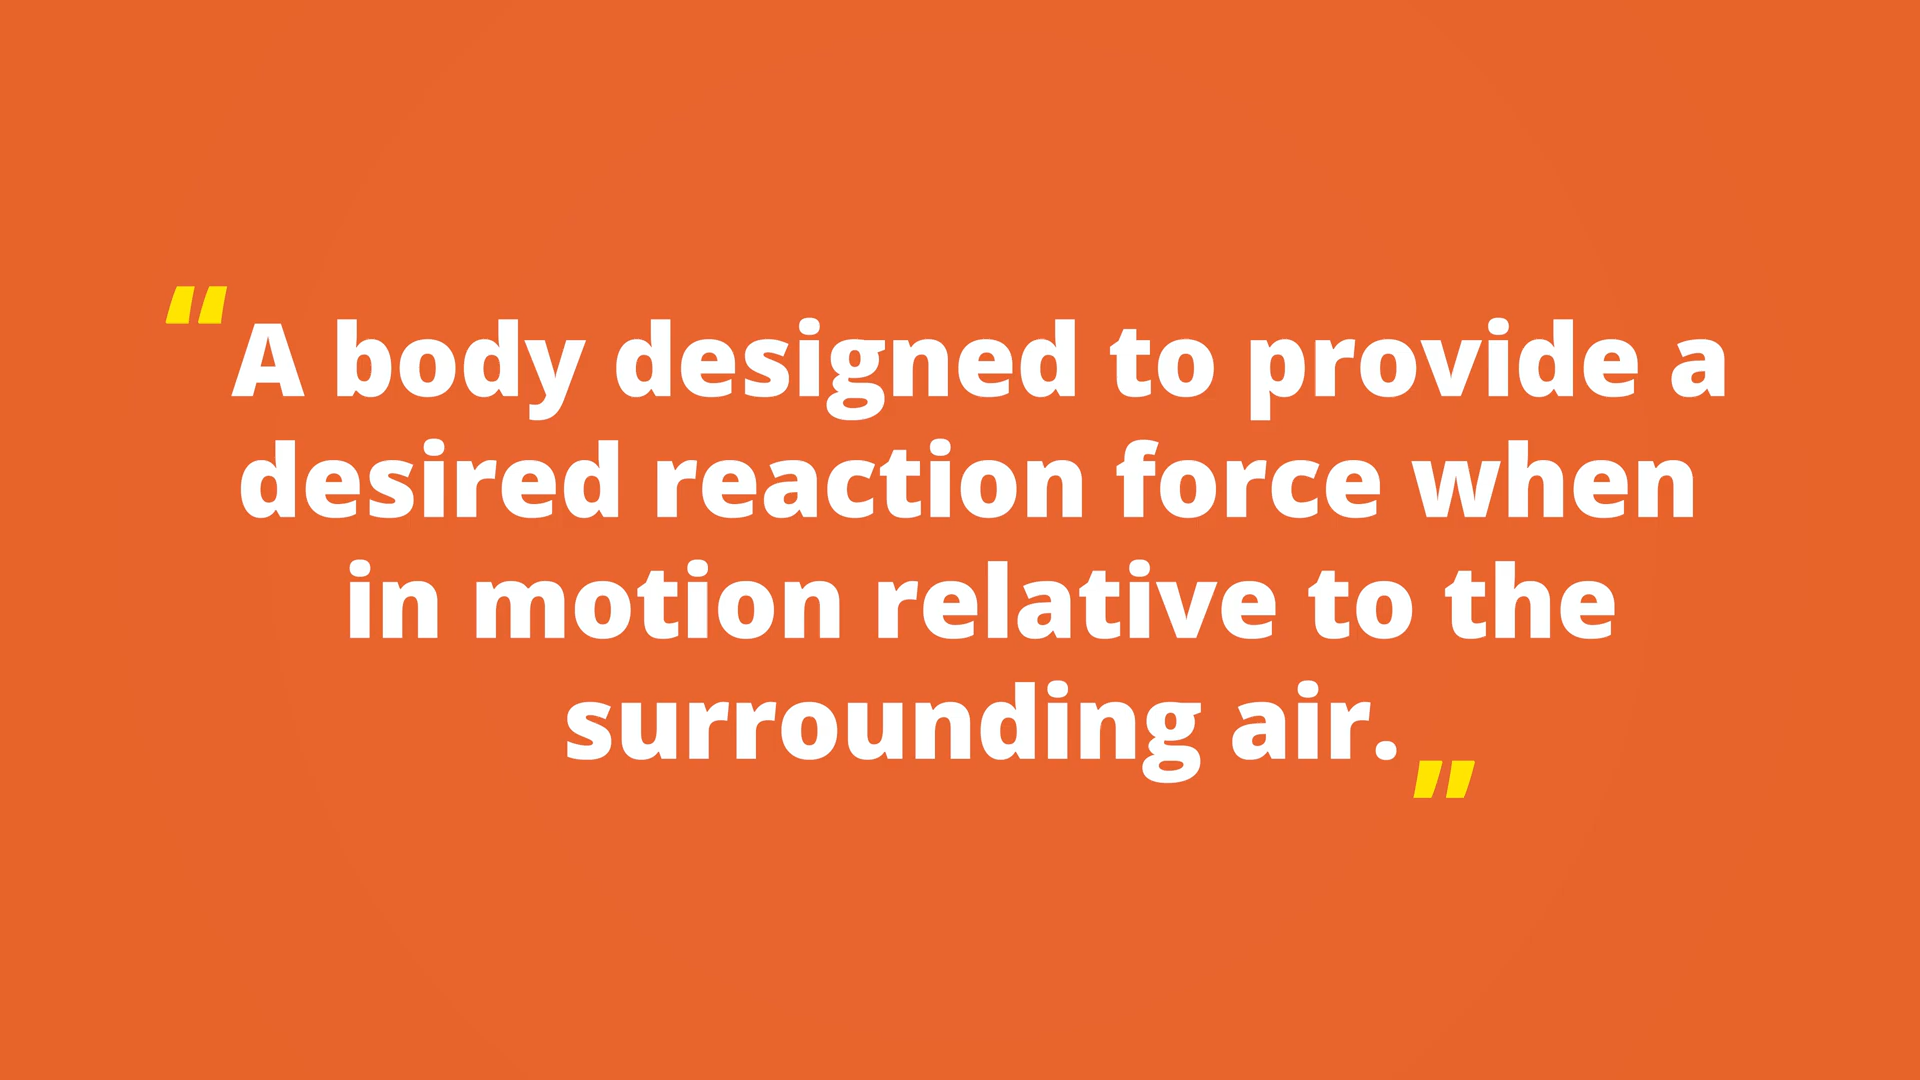 “A body designed to provide a
desired reaction force when
in motion relative to the
surrounding air.”